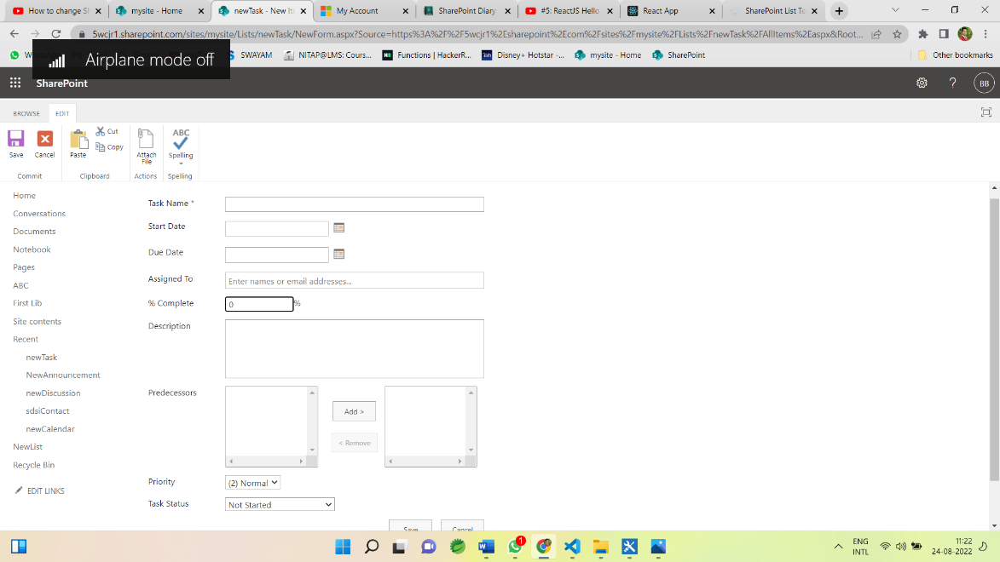 How to change S
mysite - Home
newTask - New It
My Account
SharePoint Diary
#5: ReactJS Hello
React App
SharePoint List Te
5wcjr1.sharepoint.com/sites/mysite/Lists/newTask/NewForm.aspx?Source=https%3A%2F%2F5wcjr1%2Esharepoint%2Ecom%2Fsites%2Fmysite%2FLists%2FnewTask%2FAllItems%2Easpx&Root...
SWAYAM
NITAP@LMS: Cours...
Functions | HackerR...
Disney+ Hotstar -...
mysite - Home
SharePoint
Other bookmarks
Airplane mode off
SharePoint
BB
BROWSE
EDIT
Save
Cancel
Paste
Cut
Copy
Attach File
ABC
Spelling
Commit
Clipboard
Actions
Spelling
Home
Conversations
Documents
Notebook
Pages
ABC
First Lib
Site contents
Recent
newTask
NewAnnouncement
newDiscussion
sdsiContact
newCalendar
NewList
Recycle Bin
EDIT LINKS
Task Name *
Start Date
Due Date
Assigned To
Enter names or email addresses...
% Complete
0
%
Description
Predecessors
Add >
< Remove
Priority
(2) Normal
Task Status
Not Started
Save
Cancel
1
ENG
INTL
11:22
24-08-2022